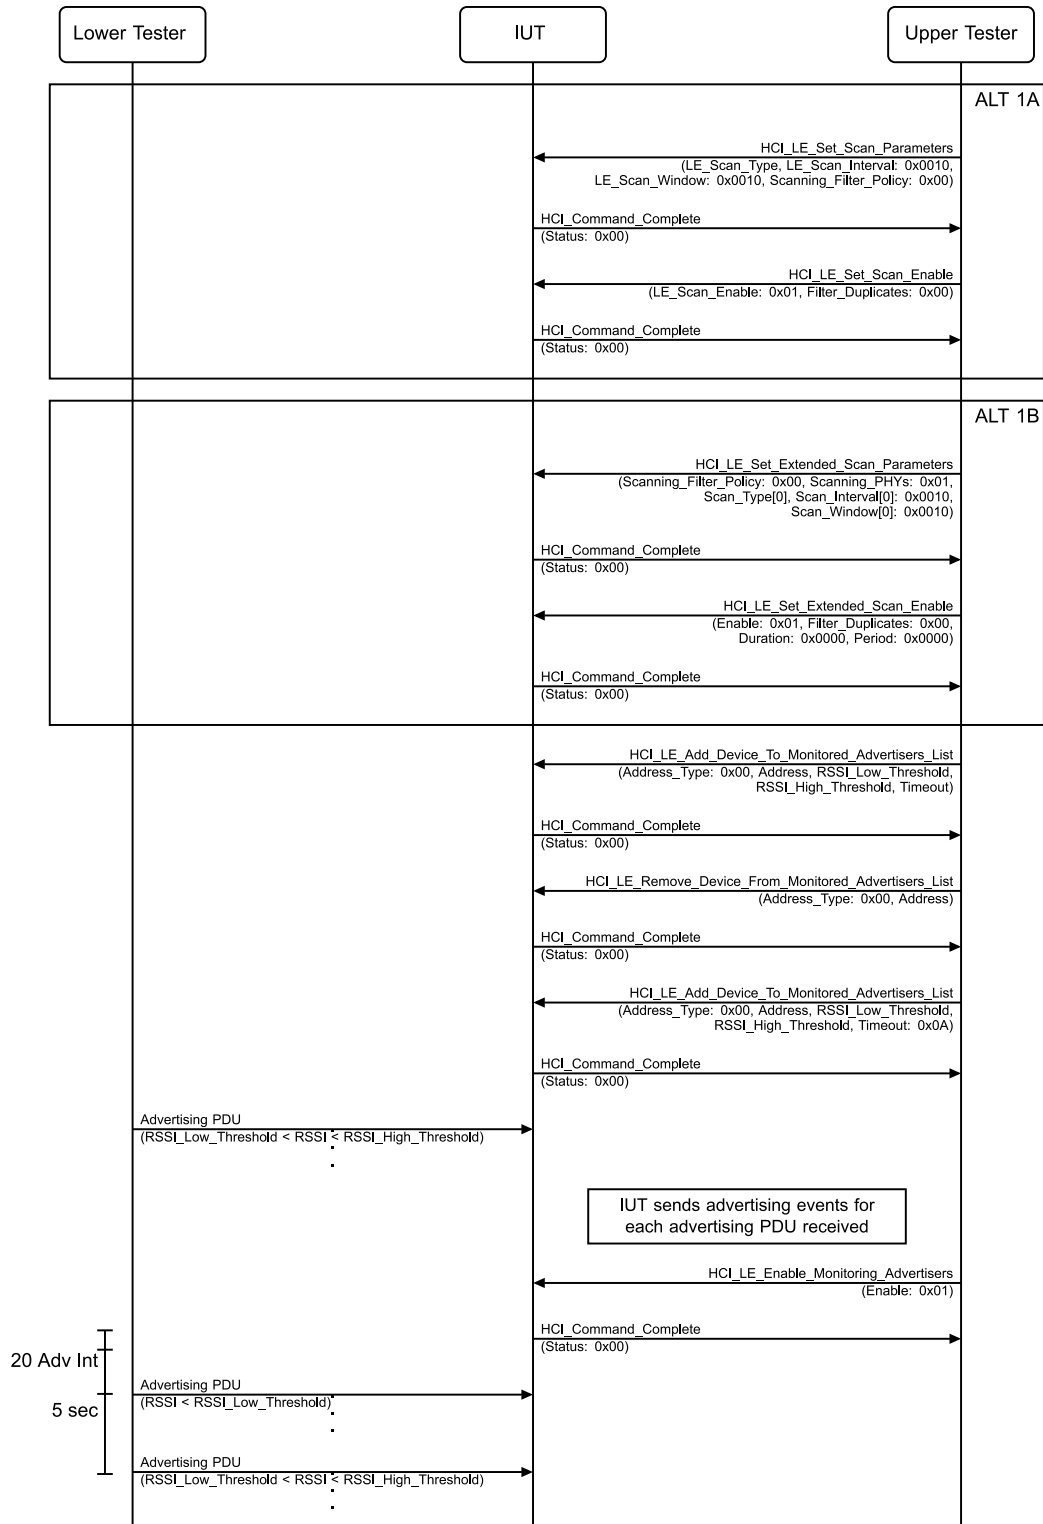 Lower Tester
IUT
Upper Tester
ALT 1A
HCI_LE_Set_Scan_Parameters
(LE_Scan_Type, LE_Scan_Interval: 0x0010,
LE_Scan_Window: 0x0010, Scanning_Filter_Policy: 0x00)
HCI_Command_Complete
(Status: 0x00)
HCI_LE_Set_Scan_Enable
(LE_Scan_Enable: 0x01, Filter_Duplicates: 0x00)
HCI_Command_Complete
(Status: 0x00)
ALT 1B
HCI_LE_Set_Extended_Scan_Parameters
(Scanning_Filter_Policy: 0x00, Scanning_PHYs: 0x01,
Scan_Type[0], Scan_Interval[0]: 0x0010,
Scan_Window[0]: 0x0010)
HCI_Command_Complete
(Status: 0x00)
HCI_LE_Set_Extended_Scan_Enable
(Enable: 0x01, Filter_Duplicates: 0x00,
Duration: 0x0000, Period: 0x0000)
HCI_Command_Complete
(Status: 0x00)
HCI_LE_Add_Device_To_Monitored_Advertisers_List
(Address_Type: 0x00, Address, RSSI_Low_Threshold,
RSSI_High_Threshold, Timeout)
HCI_Command_Complete
(Status: 0x00)
HCI_LE_Remove_Device_From_Monitored_Advertisers_List
(Address_Type: 0x00, Address)
HCI_Command_Complete
(Status: 0x00)
HCI_LE_Add_Device_To_Monitored_Advertisers_List
(Address_Type: 0x00, Address, RSSI_Low_Threshold,
RSSI_High_Threshold, Timeout: 0x0A)
HCI_Command_Complete
(Status: 0x00)
Advertising PDU
(RSSI_Low_Threshold < RSSI < RSSI_High_Threshold)
IUT sends advertising events for
each advertising PDU received
HCI_LE_Enable_Monitoring_Advertisers
(Enable: 0x01)
HCI_Command_Complete
(Status: 0x00)
20 Adv Int
Advertising PDU
(RSSI < RSSI_Low_Threshold)
5 sec
Advertising PDU
(RSSI_Low_Threshold < RSSI < RSSI_High_Threshold)